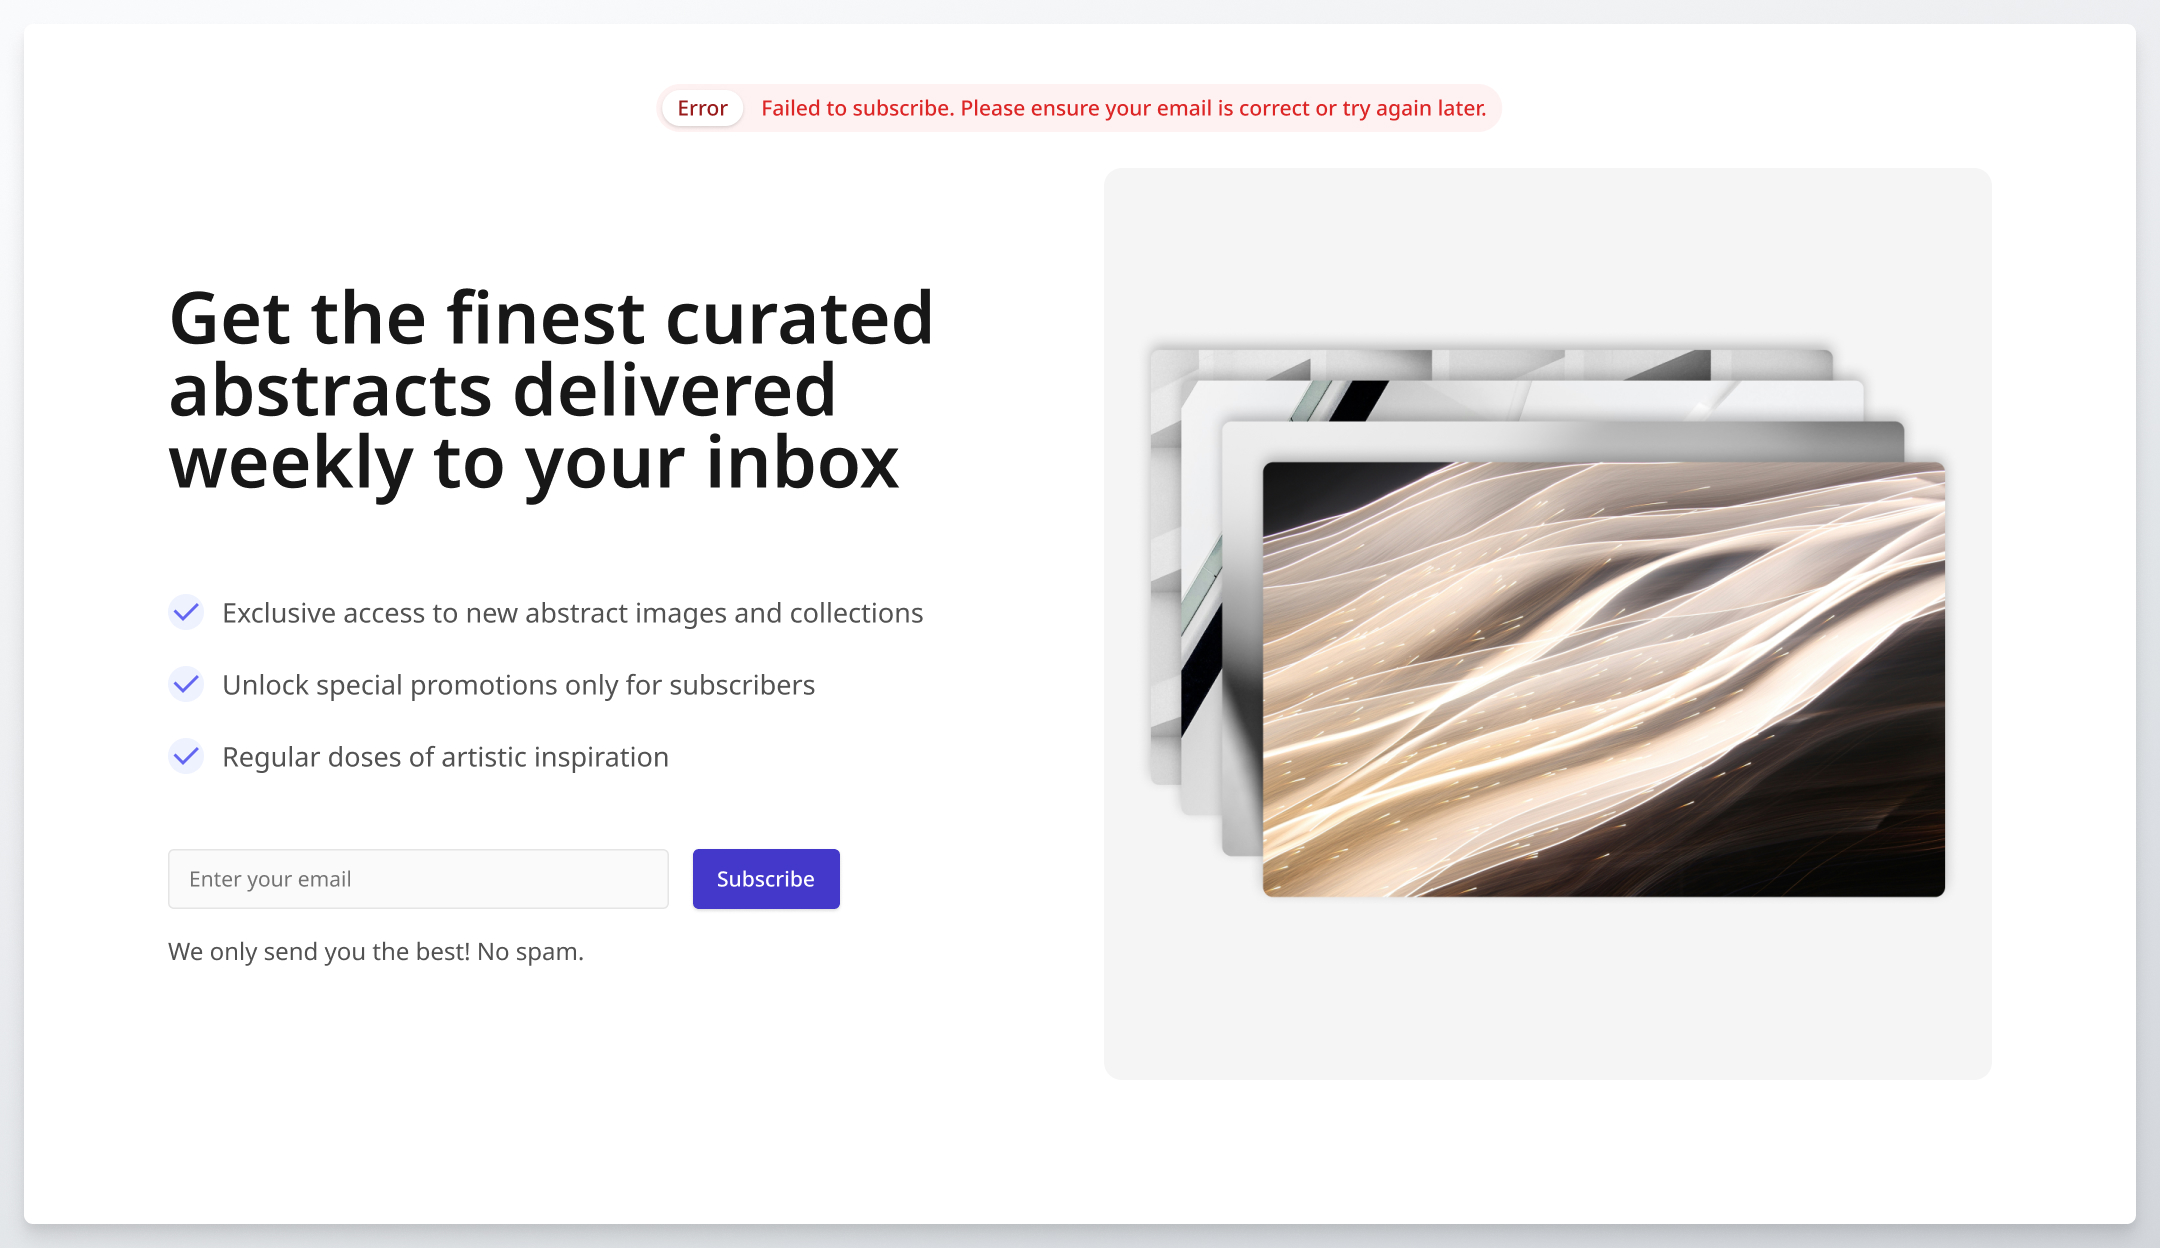 Error Failed to subscribe. Please ensure your email is correct or try again later.
Get the finest curated
abstracts delivered
weekly to your inbox
Exclusive access to new abstract images and collections
Unlock special promotions only for subscribers
Regular doses of artistic inspiration
Enter your email Subscribe
We only send you the best! No spam.